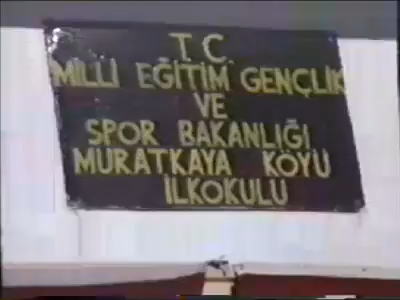 T.C.
MİLLİ EĞİTİM GENÇLİK
VE
SPOR BAKANLIĞI
MURATKAYA KÖYÜ
İLKOKULU